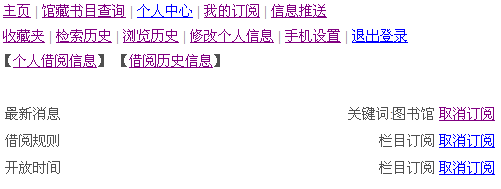 主页 | 馆藏书目查询 | 个人中心 | 我的订阅 | 信息推送
收藏夹 | 检索历史 | 浏览历史 | 修改个人信息 | 手机设置 | 退出登录
【个人借阅信息】 【借阅历史信息】
最新消息 关键词:图书馆 取消订阅
借阅规则 栏目订阅 取消订阅
开放时间 栏目订阅 取消订阅